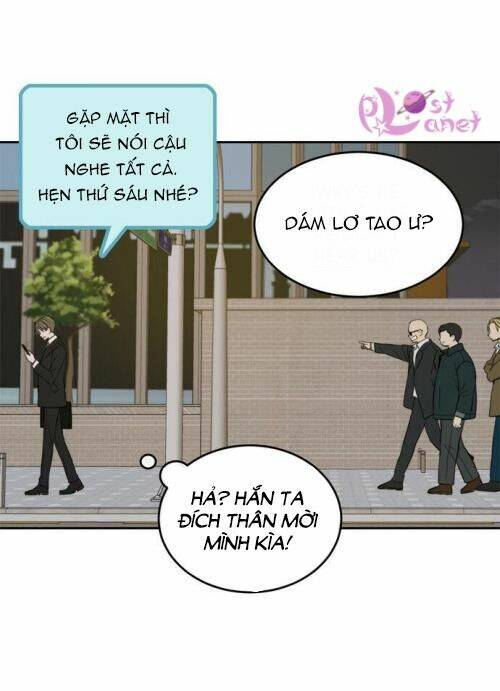 GẶP MẶT THÌ
TÔI SẼ NÓI CẬU
NGHE TẤT CẢ.
HẸN THỨ SÁU NHÉ?
Lost
Planet
DÁM LƠ TAO Ư?
HẢ? HẮN TA
ĐÍCH THÂN MỜI
MÌNH KÌA!